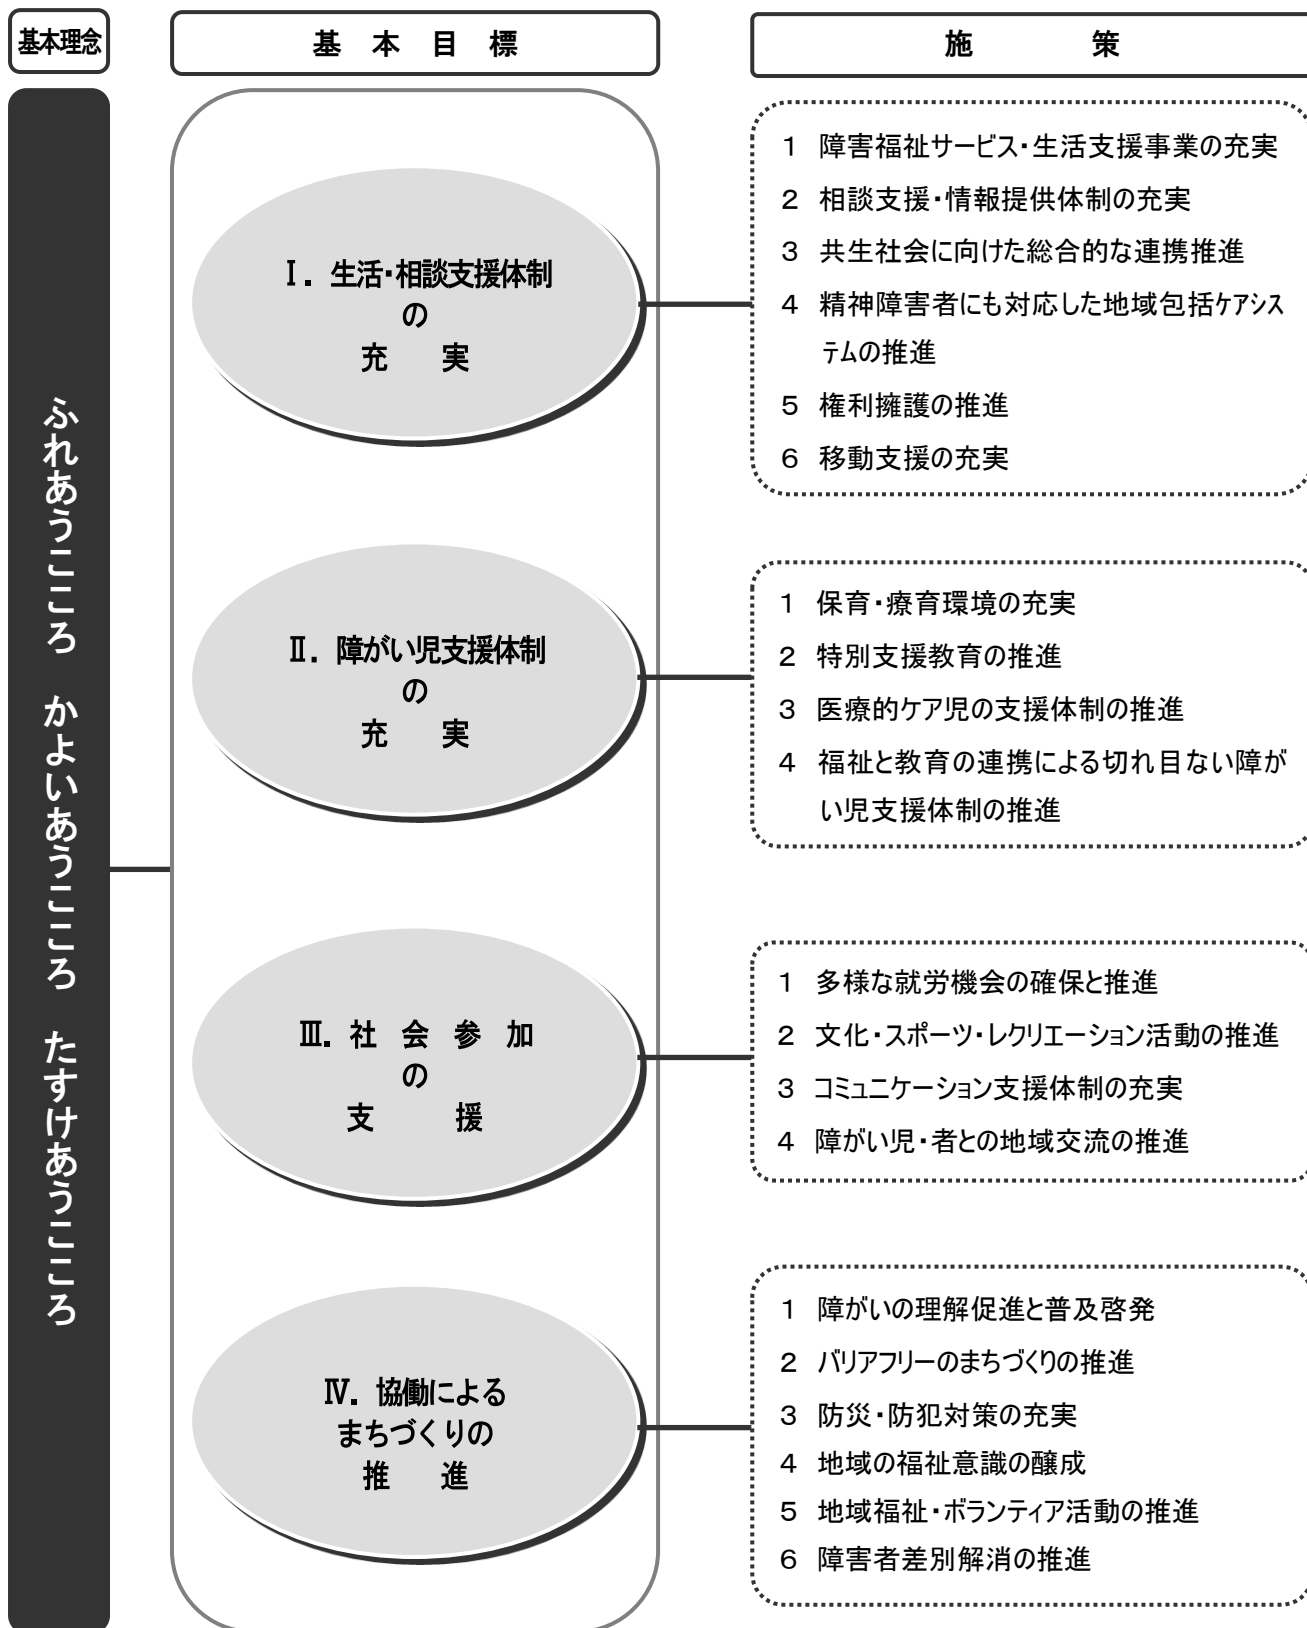 基本理念
基本目標
施策
ふれあうこころ　かよいあうこころ　たすけあうこころ
Ⅰ．生活・相談支援体制
の
充　実
1 障害福祉サービス・生活支援事業の充実
2 相談支援・情報提供体制の充実
3 共生社会に向けた総合的な連携推進
4 精神障害者にも対応した地域包括ケアシス
テムの推進
5 権利擁護の推進
6 移動支援の充実
Ⅱ．障がい児支援体制
の
充　実
1 保育・療育環境の充実
2 特別支援教育の推進
3 医療的ケア児の支援体制の推進
4 福祉と教育の連携による切れ目ない障が
い児支援体制の推進
Ⅲ．社会参加
の
支　援
1 多様な就労機会の確保と推進
2 文化・スポーツ・レクリエーション活動の推進
3 コミュニケーション支援体制の充実
4 障がい児・者との地域交流の推進
Ⅳ．協働による
まちづくりの
推　進
1 障がいの理解促進と普及啓発
2 バリアフリーのまちづくりの推進
3 防災・防犯対策の充実
4 地域の福祉意識の醸成
5 地域福祉・ボランティア活動の推進
6 障害者差別解消の推進